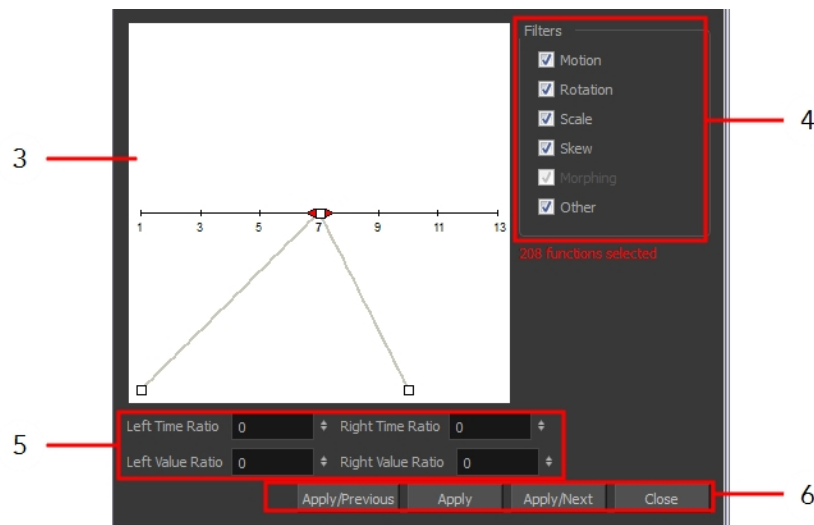 Filters
Motion
Rotation
Scale
Skew
Morphing
Other
4
208 functions selected
3
1 3 5 7 9 11 13
5
Left Time Ratio 0 Right Time Ratio 0
Left Value Ratio 0 Right Value Ratio 0
Apply/Previous Apply Apply/Next Close
6